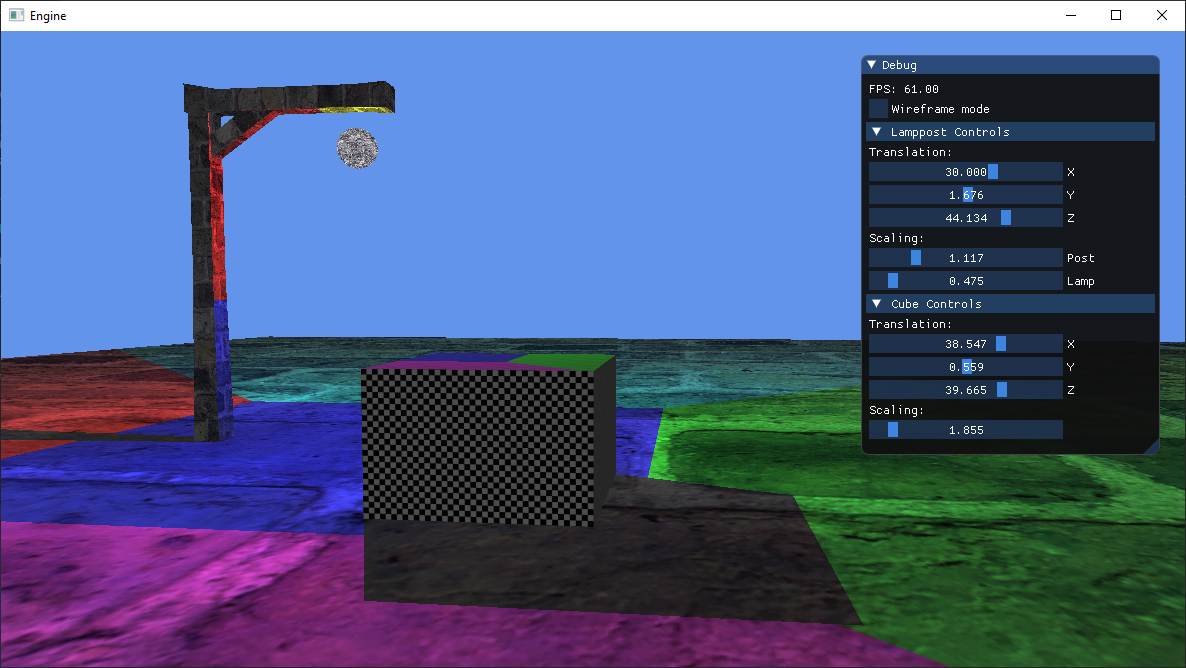 Engine
Debug
FPS: 61.00
Wireframe mode
Lamppost Controls
Translation:
30.000 X
1.676 Y
44.134 Z
Scaling:
1.117 Post
0.475 Lamp
Cube Controls
Translation:
38.547 X
0.559 Y
39.665 Z
Scaling:
1.855